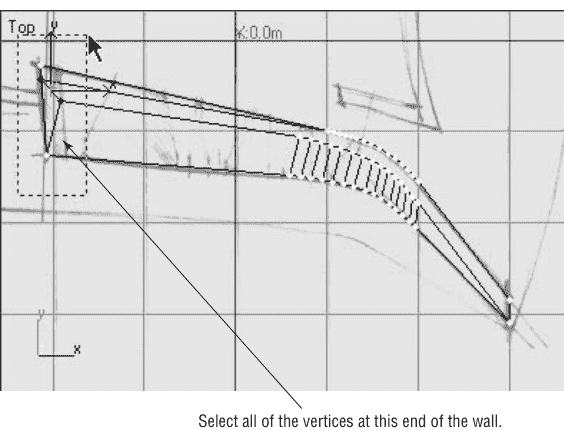 Top
y
X:0.0m
x
y
x
Select all of the vertices at this end of the wall.